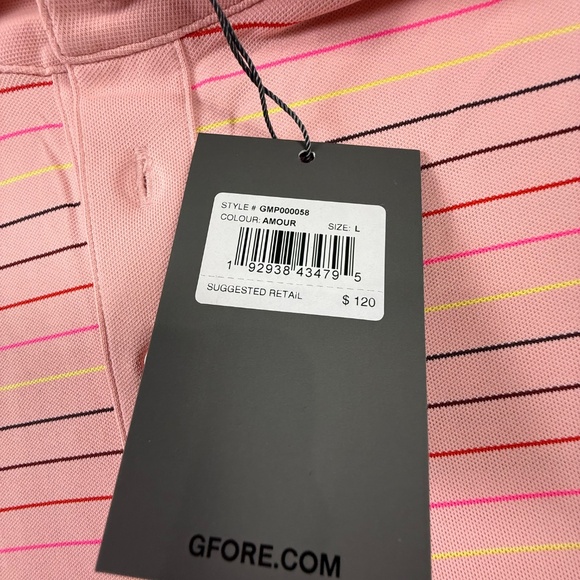 STYLE # GMP000058
COLOUR: AMOUR SIZE: L
1 92938 43479 5
SUGGESTED RETAIL $ 120
GFORE.COM